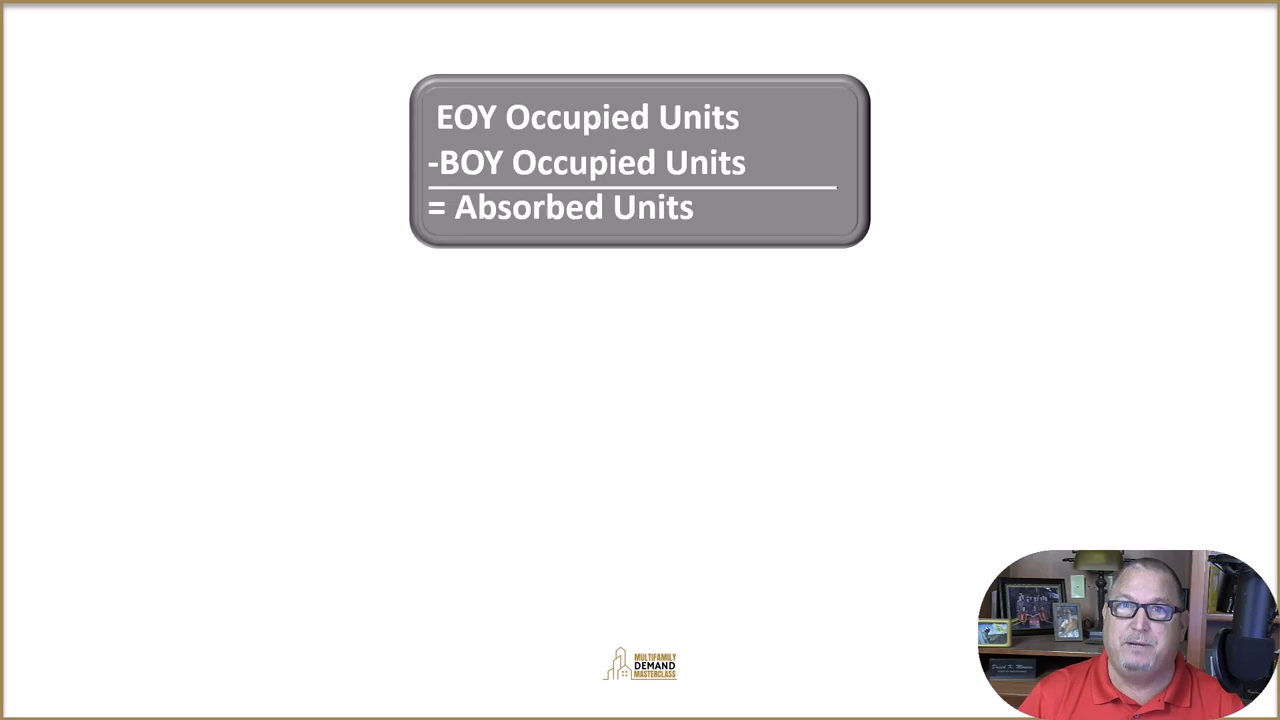 EOY Occupied Units
-BOY Occupied Units
= Absorbed Units
MULTIFAMILY
DEMAND
MASTERCLASS